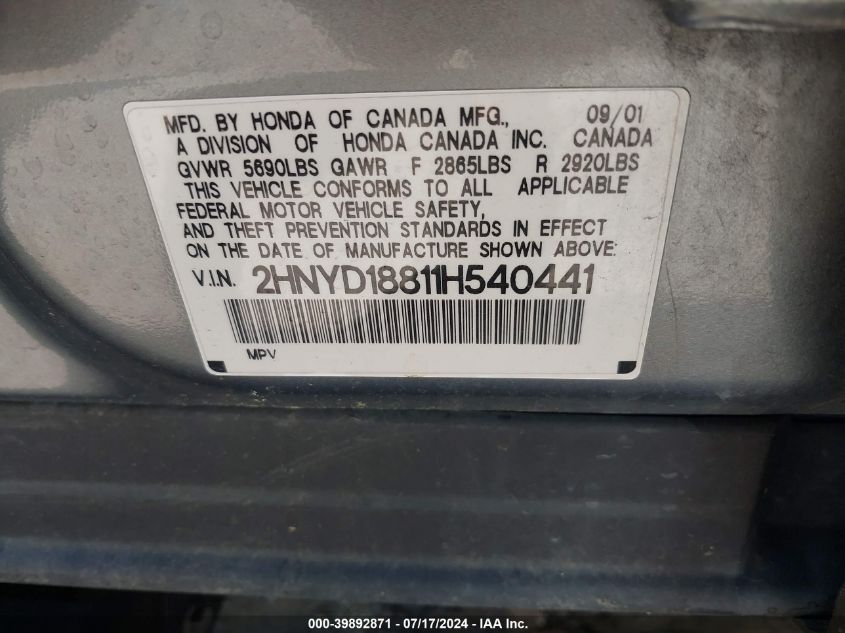 MFD. BY HONDA OF CANADA MFG., 09/01
A DIVISION OF HONDA CANADA INC. CANADA
GVWR 5690LBS GAWR F 2865LBS R 2920LBS
THIS VEHICLE CONFORMS TO ALL APPLICABLE
FEDERAL MOTOR VEHICLE SAFETY,
AND THEFT PREVENTION STANDARDS IN EFFECT
ON THE DATE OF MANUFACTURE SHOWN ABOVE:
V.I.N. 2HNYD18811H540441
MPV
000-39892871 / 07/17/2024 / © IAA, Inc.